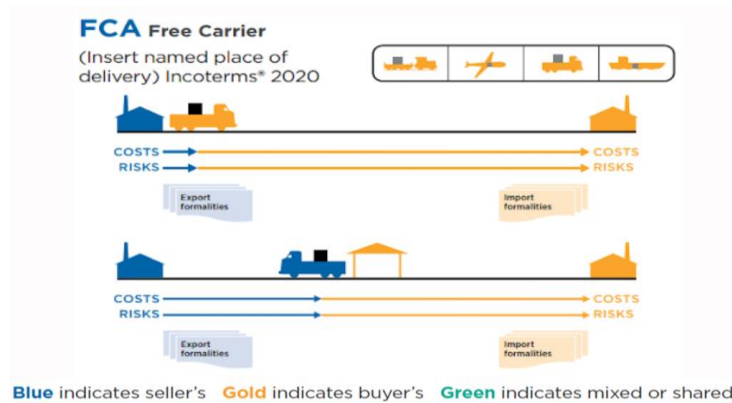 FCA Free Carrier
(Insert named place of
delivery) Incoterms® 2020
COSTS COSTS
RISKS RISKS
Export
formalities
Import
formalities
COSTS COSTS
RISKS RISKS
Export
formalities
Import
formalities
Blue indicates seller's Gold indicates buyer's Green indicates mixed or shared